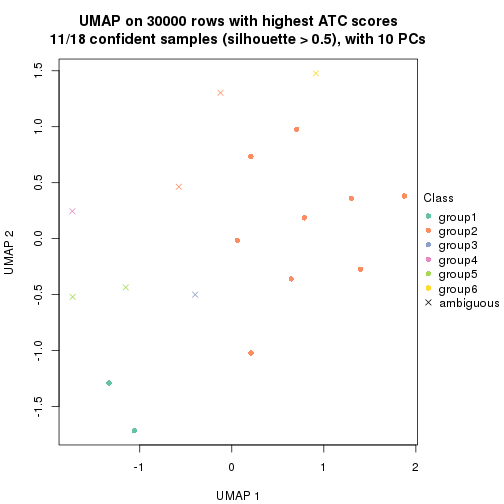 UMAP on 30000 rows with highest ATC scores
11/18 confident samples (silhouette > 0.5), with 10 PCs
UMAP 2
1.5
1.0
0.5
0.0
-0.5
-1.0
-1.5
-1
0
1
2
UMAP 1
Class
group1
group2
group3
group4
group5
group6
ambiguous